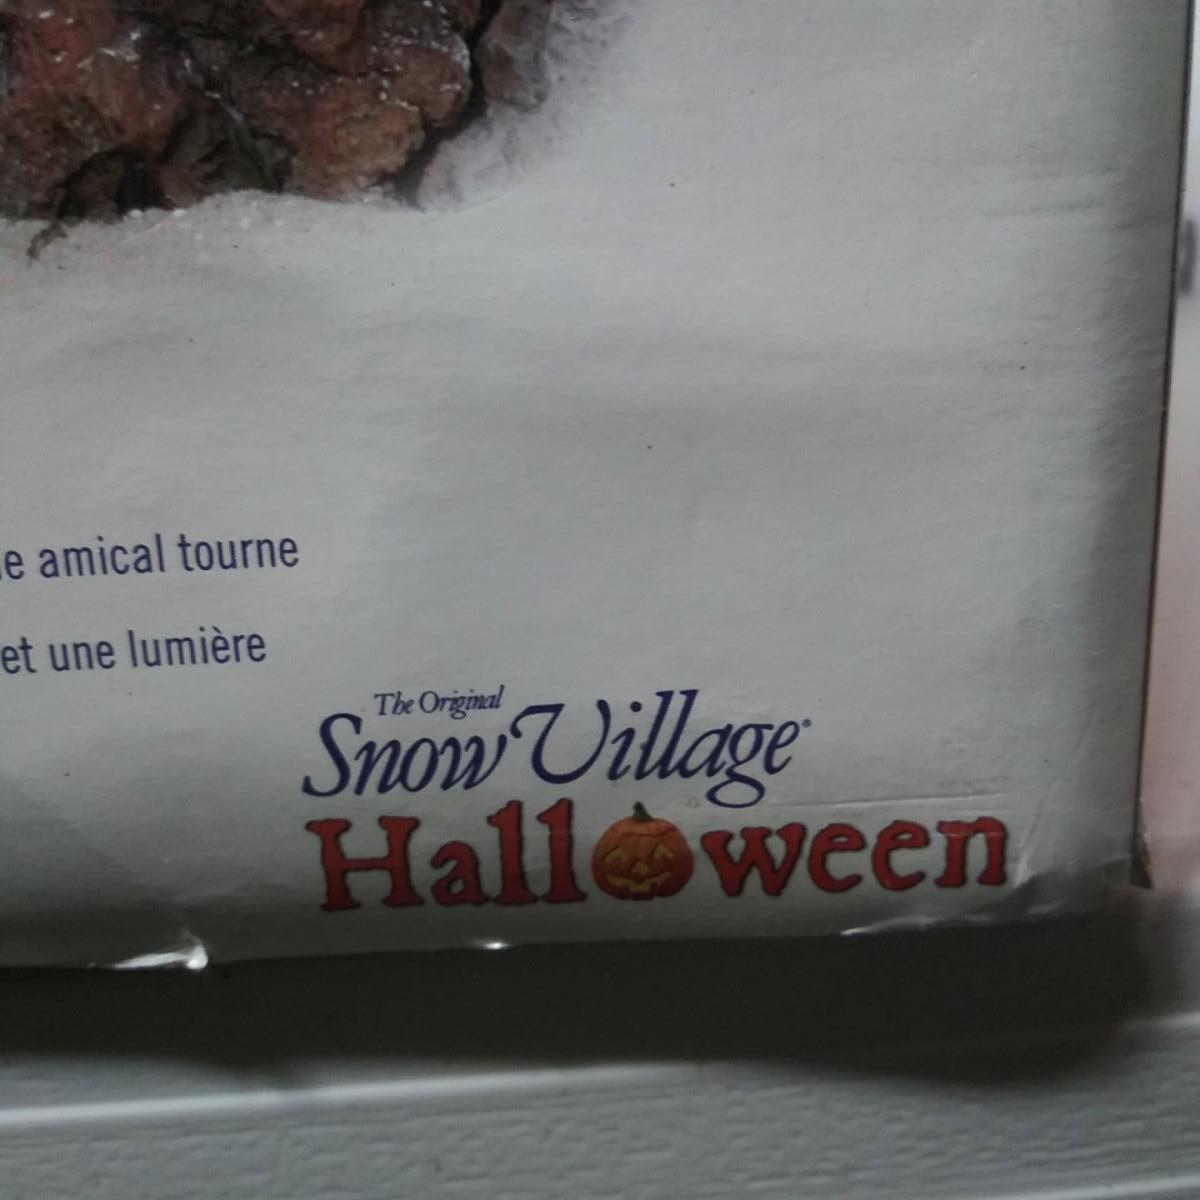 amical tourne
et une lumière
The Original
Snow Village
Halloween